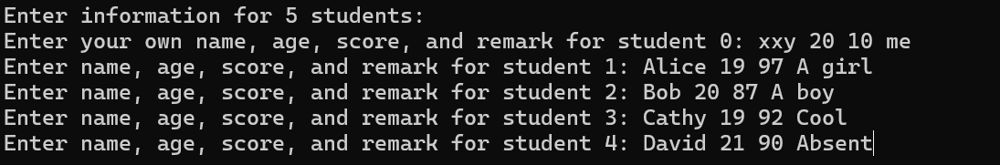 Enter information for 5 students:
Enter your own name, age, score, and remark for student 0: xxy 20 10 me
Enter name, age, score, and remark for student 1: Alice 19 97 A girl
Enter name, age, score, and remark for student 2: Bob 20 87 A boy
Enter name, age, score, and remark for student 3: Cathy 19 92 Cool
Enter name, age, score, and remark for student 4: David 21 90 Absent